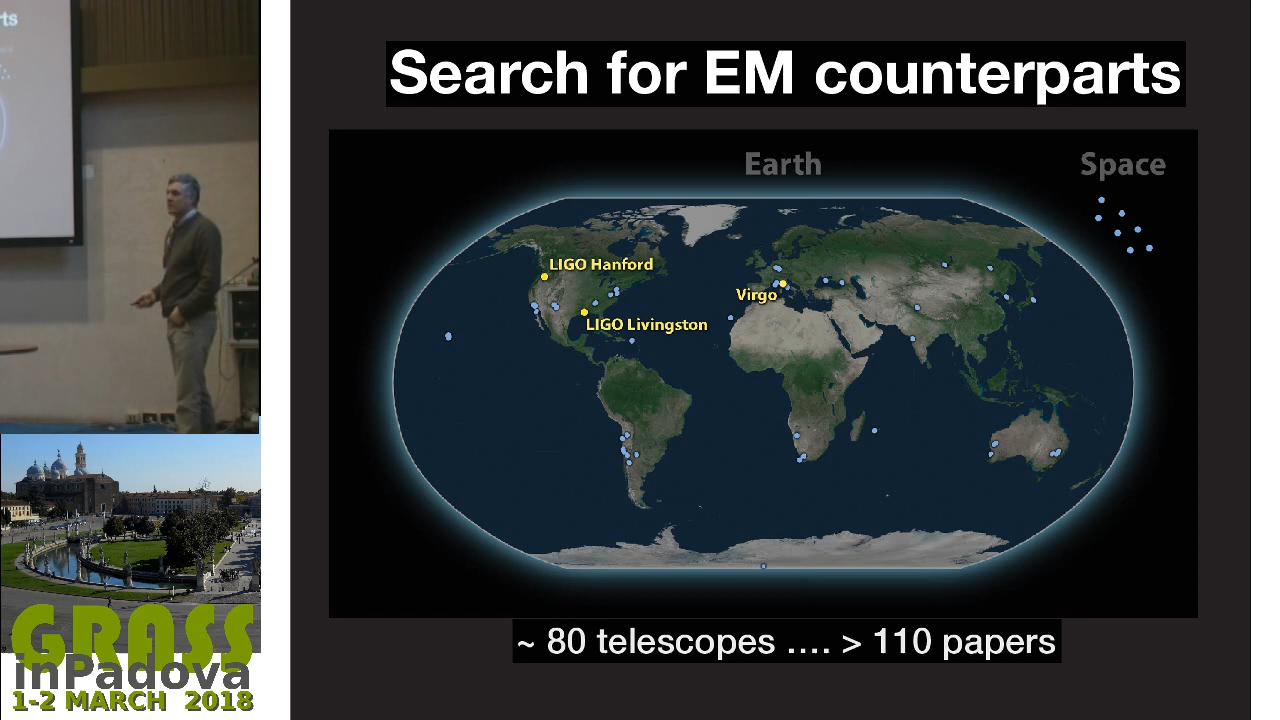 ts
Search for EM counterparts
Earth
Space
LIGO Hanford
Virgo
LIGO Livingston
~ 80 telescopes .... > 110 papers
GRASS
inPadova
1-2 MARCH 2018